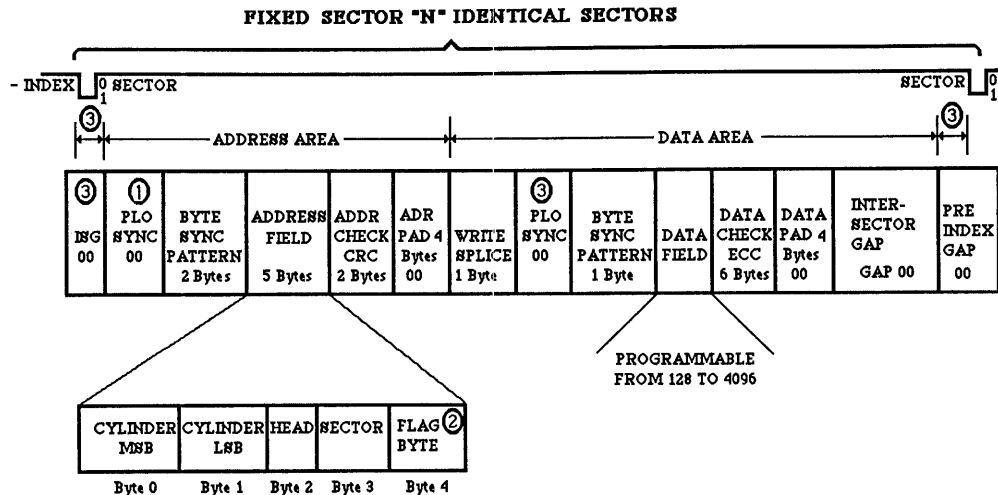 FIXED SECTOR "N" IDENTICAL SECTORS
- INDEX 0 SECTOR SECTOR 0
1 1
3 3
ADDRESS AREA DATA AREA
3
ISG
00
1
PLO
SYNC
00
BYTE
SYNC
PATTERN
2 Bytes
ADDRESS
FIELD
5 Bytes
ADDR
CHECK
CRC
2 Bytes
ADR
PAD 4
Bytes
00
WRITE
SPLICE
1 Byte
3
PLO
SYNC
00
BYTE
SYNC
PATTERN
1 Byte
DATA
FIELD
DATA
CHECK
ECC
6 Bytes
DATA
PAD 4
Bytes
00
INTER-
SECTOR
GAP
GAP 00
PRE
INDEX
GAP
00
PROGRAMMABLE
FROM 128 TO 4096
CYLINDER
MSB
CYLINDER
LSB
HEAD
SECTOR
FLAG 2
BYTE
Byte 0 Byte 1 Byte 2 Byte 3 Byte 4